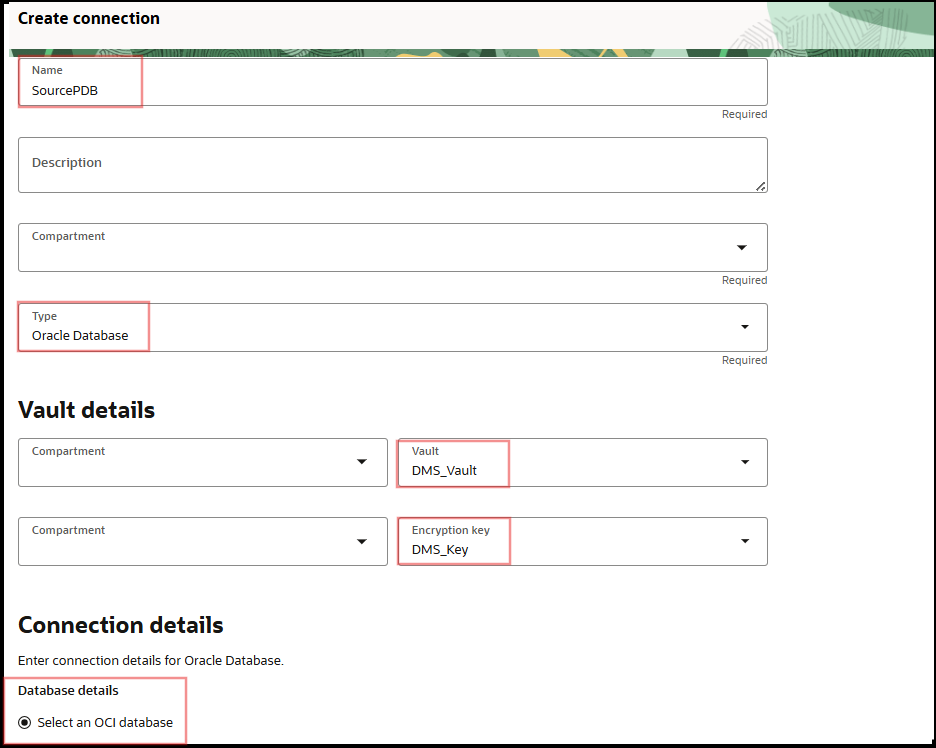 Create connection
Name
SourcePDB
Required
Description
Compartment
Required
Type
Oracle Database
Required
Vault details
Compartment
Vault
DMS_Vault
Compartment
Encryption key
DMS_Key
Connection details
Enter connection details for Oracle Database.
Database details
Select an OCI database